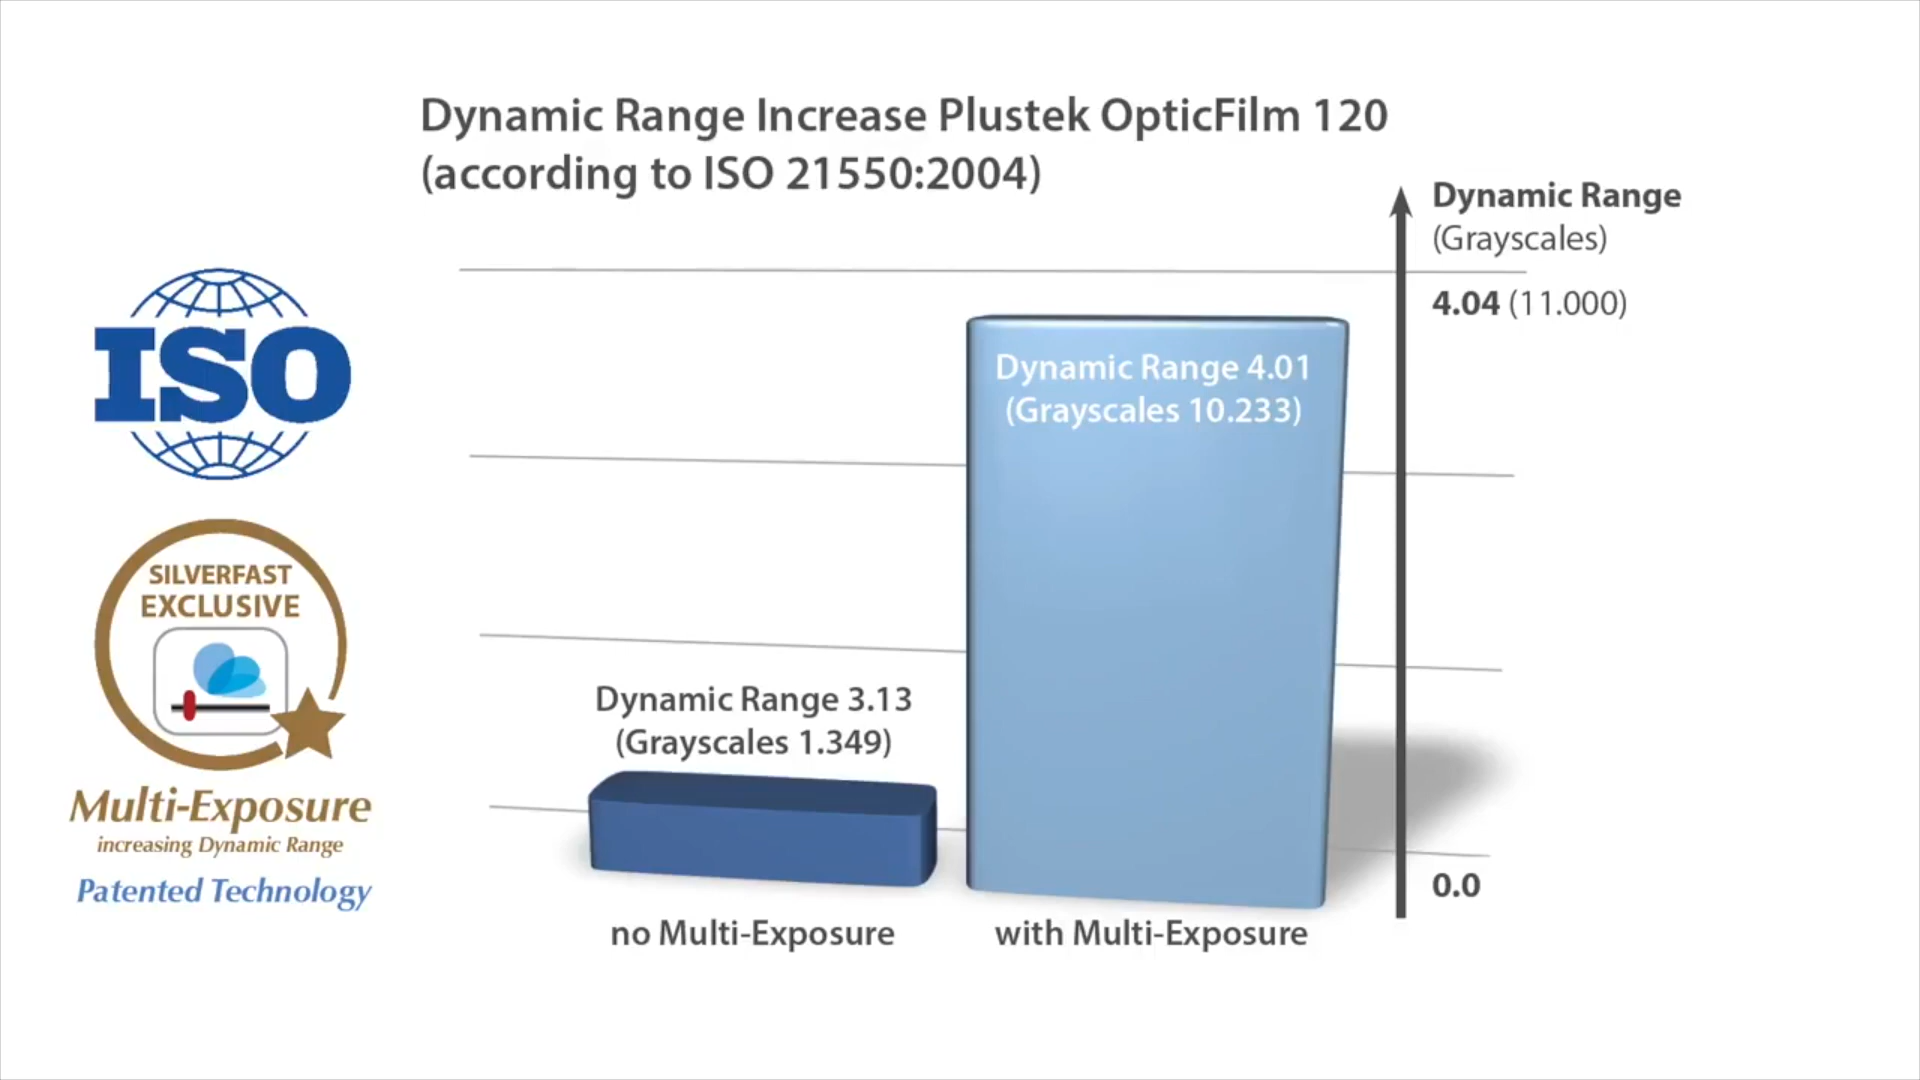 Dynamic Range Increase Plustek OpticFilm 120
(according to ISO 21550:2004)
Dynamic Range
(Grayscales)
4.04 (11.000)
ISO
Dynamic Range 4.01
(Grayscales 10.233)
SILVERFAST
EXCLUSIVE
Dynamic Range 3.13
(Grayscales 1.349)
Multi-Exposure
increasing Dynamic Range
Patented Technology
0.0
no Multi-Exposure
with Multi-Exposure